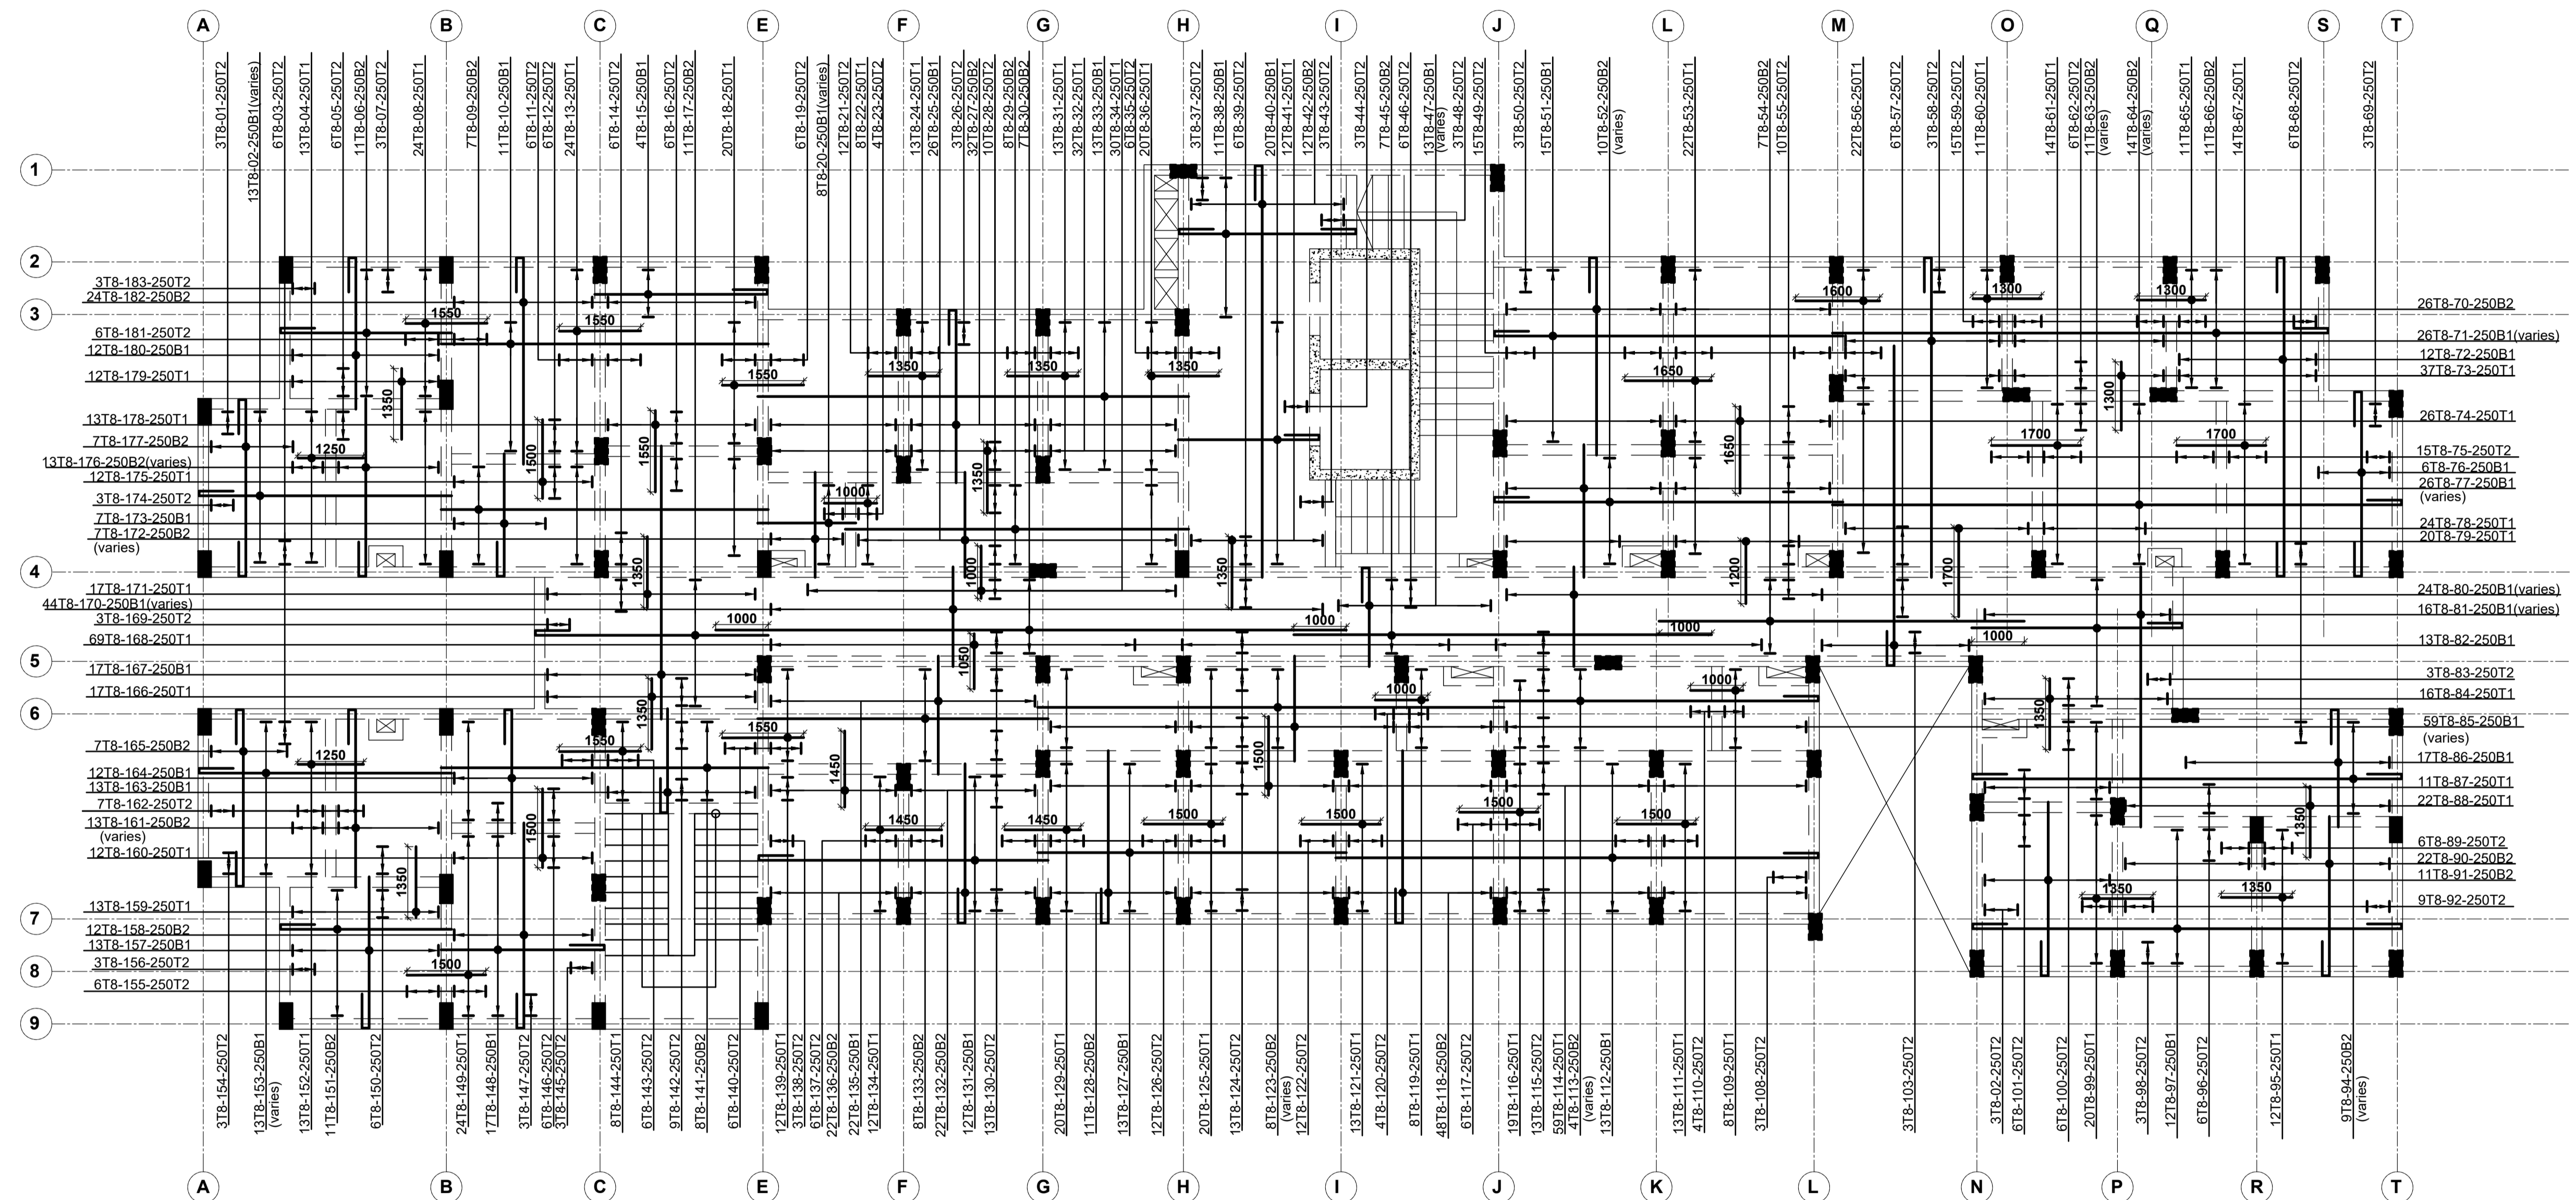 A
B
C
E
F
G
H
I
J
L
M
O
Q
S
T
3T8-01-250T2
13T8-02-250B1(varies)
6T8-03-250T2
13T8-04-250T1
6T8-05-250T2
11T8-06-250B2
3T8-07-250T2
24T8-08-250T1
7T8-09-250B2
11T8-10-250B1
6T8-11-250T2
6T8-12-250T2
24T8-13-250T1
6T8-14-250T2
4T8-15-250B1
6T8-16-250T2
11T8-17-250B2
20T8-18-250T1
6T8-19-250T2
8T8-20-250B1(varies)
12T8-21-250T2
8T8-22-250T1
4T8-23-250T2
13T8-24-250T1
26T8-25-250B1
3T8-26-250T2
32T8-27-250B2
10T8-28-250T2
8T8-29-250B2
7T8-30-250B2
13T8-31-250T1
32T8-32-250T1
13T8-33-250B1
30T8-34-250T1
6T8-35-250T2
20T8-36-250T1
3T8-37-250T2
11T8-38-250B1
6T8-39-250T2
20T8-40-250B1
12T8-41-250T1
12T8-42-250B2
3T8-43-250T2
3T8-44-250T2
7T8-45-250B2
6T8-46-250T2
13T8-47-250B1
(varies)
3T8-48-250T2
15T8-49-250T2
3T8-50-250T2
15T8-51-250B1
10T8-52-250B2
(varies)
22T8-53-250T1
7T8-54-250B2
10T8-55-250T2
22T8-56-250T1
6T8-57-250T2
3T8-58-250T2
15T8-59-250T2
11T8-60-250T1
14T8-61-250T1
6T8-62-250T2
11T8-63-250B2
(varies)
14T8-64-250B2
(varies)
11T8-65-250T1
11T8-66-250B2
14T8-67-250T1
6T8-68-250T2
3T8-69-250T2
1
2
3
4
5
6
7
8
9
3T8-183-250T2
24T8-182-250B2
6T8-181-250T2
12T8-180-250B1
12T8-179-250T1
13T8-178-250T1
7T8-177-250B2
13T8-176-250B2(varies)
12T8-175-250T1
3T8-174-250T2
7T8-173-250B1
7T8-172-250B2
(varies)
17T8-171-250T1
44T8-170-250B1(varies)
3T8-169-250T2
69T8-168-250T1
17T8-167-250B1
17T8-166-250T1
7T8-165-250B2
12T8-164-250B1
13T8-163-250B1
7T8-162-250T2
13T8-161-250B2
(varies)
12T8-160-250T1
13T8-159-250T1
12T8-158-250B2
13T8-157-250B1
3T8-156-250T2
6T8-155-250T2
26T8-70-250B2
26T8-71-250B1(varies)
12T8-72-250B1
37T8-73-250T1
26T8-74-250T1
15T8-75-250T2
6T8-76-250B1
26T8-77-250B1
(varies)
24T8-78-250T1
20T8-79-250T1
24T8-80-250B1(varies)
16T8-81-250B1(varies)
13T8-82-250B1
3T8-83-250T2
16T8-84-250T1
59T8-85-250B1
(varies)
17T8-86-250B1
11T8-87-250T1
22T8-88-250T1
6T8-89-250T2
22T8-90-250B2
11T8-91-250B2
9T8-92-250T2
1550
1550
1600
1300
1300
1350
1350
1350
1550
1650
1350
1300
1250
1500
1550
1350
1650
1700
1700
1000
1350
1000
1350
1200
1700
1000
1000
1000
1000
1050
1350
1000
1000
1350
1550
1550
1250
1450
1500
1350
1500
1450
1450
1500
1500
1500
1500
1350
1350
1350
1500
3T8-154-250T2
13T8-153-250B1
(varies)
13T8-152-250T1
11T8-151-250B2
6T8-150-250T2
24T8-149-250T1
17T8-148-250B1
3T8-147-250T2
6T8-146-250T2
3T8-145-250T2
8T8-144-250T1
6T8-143-250T2
9T8-142-250T2
8T8-141-250B2
6T8-140-250T2
12T8-139-250T1
3T8-138-250T2
6T8-137-250T2
22T8-136-250B2
22T8-135-250B1
12T8-134-250T1
8T8-133-250B2
22T8-132-250B2
12T8-131-250B1
13T8-130-250T2
20T8-129-250T1
11T8-128-250B2
13T8-127-250B1
12T8-126-250T2
20T8-125-250T1
13T8-124-250T2
8T8-123-250B2
(varies)
12T8-122-250T2
13T8-121-250T1
4T8-120-250T2
8T8-119-250T1
48T8-118-250B2
6T8-117-250T2
19T8-116-250T1
13T8-115-250T2
59T8-114-250T1
4T8-113-250B2
(varies)
13T8-112-250B1
13T8-111-250T1
4T8-110-250T2
8T8-109-250T1
3T8-108-250T2
3T8-103-250T2
3T8-02-250T2
6T8-101-250T2
6T8-100-250T2
20T8-99-250T1
3T8-98-250T2
12T8-97-250B1
6T8-96-250T2
12T8-95-250T1
9T8-94-250B2
(varies)
A
B
C
E
F
G
H
I
J
K
L
N
P
R
T